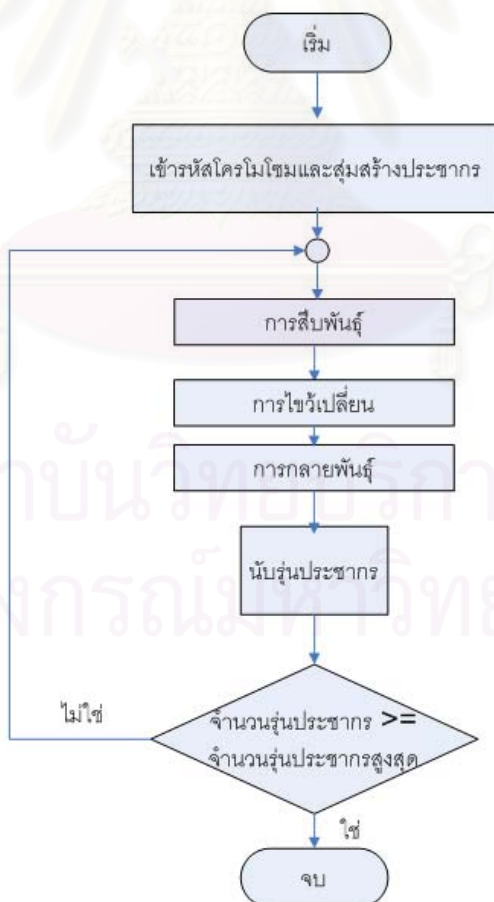 เริ่ม
เข้ารหัสโครโมโซมและสุ่มสร้างประชากร
การสืบพันธุ์
การไขว้เปลี่ยน
การกลายพันธุ์
นับรุ่นประชากร
ไม่ใช่
จำนวนรุ่นประชากร >=
จำนวนรุ่นประชากรสูงสุด
ใช่
จบ